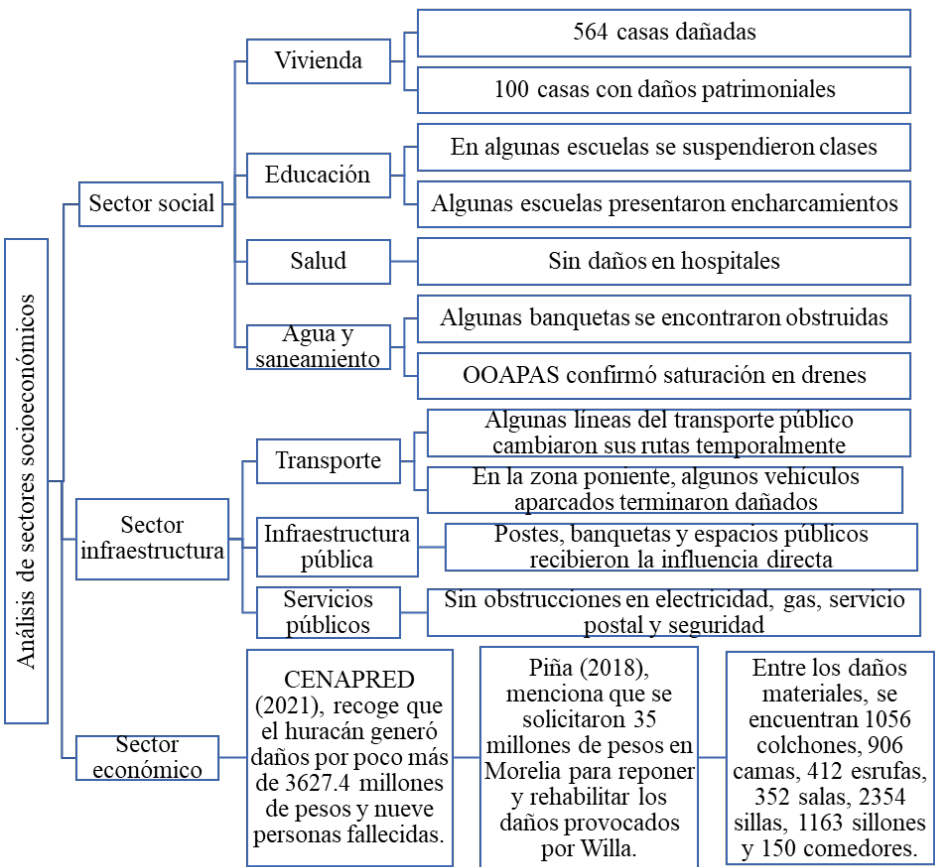 Análisis de sectores socioeconómicos
Sector social
Vivienda
564 casas dañadas
100 casas con daños patrimoniales
Educación
En algunas escuelas se suspendieron clases
Algunas escuelas presentaron encharcamientos
Salud
Sin daños en hospitales
Agua y
saneamiento
Algunas banquetas se encontraron obstruidas
OOAPAS confirmó saturación en drenes
Sector
infraestructura
Transporte
Algunas líneas del transporte público
cambiaron sus rutas temporalmente
En la zona poniente, algunos vehículos
aparcados terminaron dañados
Infraestructura
pública
Postes, banquetas y espacios públicos
recibieron la influencia directa
Servicios
públicos
Sin obstrucciones en electricidad, gas, servicio
postal y seguridad
Sector
económico
CENAPRED
(2021), recoge que
el huracán generó
daños por poco más
de 3627.4 millones
de pesos y nueve
personas fallecidas.
Piña (2018),
menciona que se
solicitaron 35
millones de pesos en
Morelia para reponer
y rehabilitar los
daños provocados
por Willa.
Entre los daños
materiales, se
encuentran 1056
colchones, 906
camas, 412 esrufas,
352 salas, 2354
sillas, 1163 sillones
y 150 comedores.